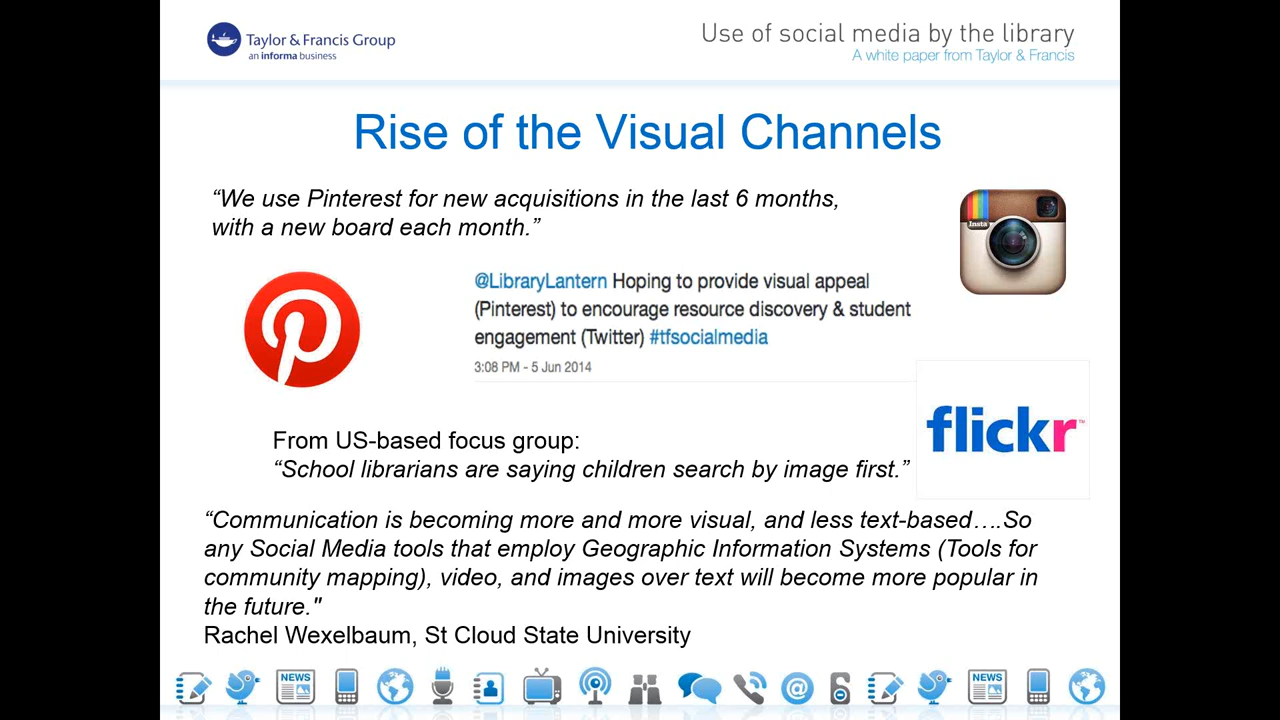 Taylor & Francis Group
an informa business
Use of social media by the library
A white paper from Taylor & Francis
Rise of the Visual Channels
“We use Pinterest for new acquisitions in the last 6 months,
with a new board each month.”
Insta
@LibraryLantern Hoping to provide visual appeal
(Pinterest) to encourage resource discovery & student
engagement (Twitter) #tfsocialmedia
3:08 PM - 5 Jun 2014
flickr™
From US-based focus group:
“School librarians are saying children search by image first.”
“Communication is becoming more and more visual, and less text-based….So
any Social Media tools that employ Geographic Information Systems (Tools for
community mapping), video, and images over text will become more popular in
the future."
Rachel Wexelbaum, St Cloud State University
NEWS
NEWS